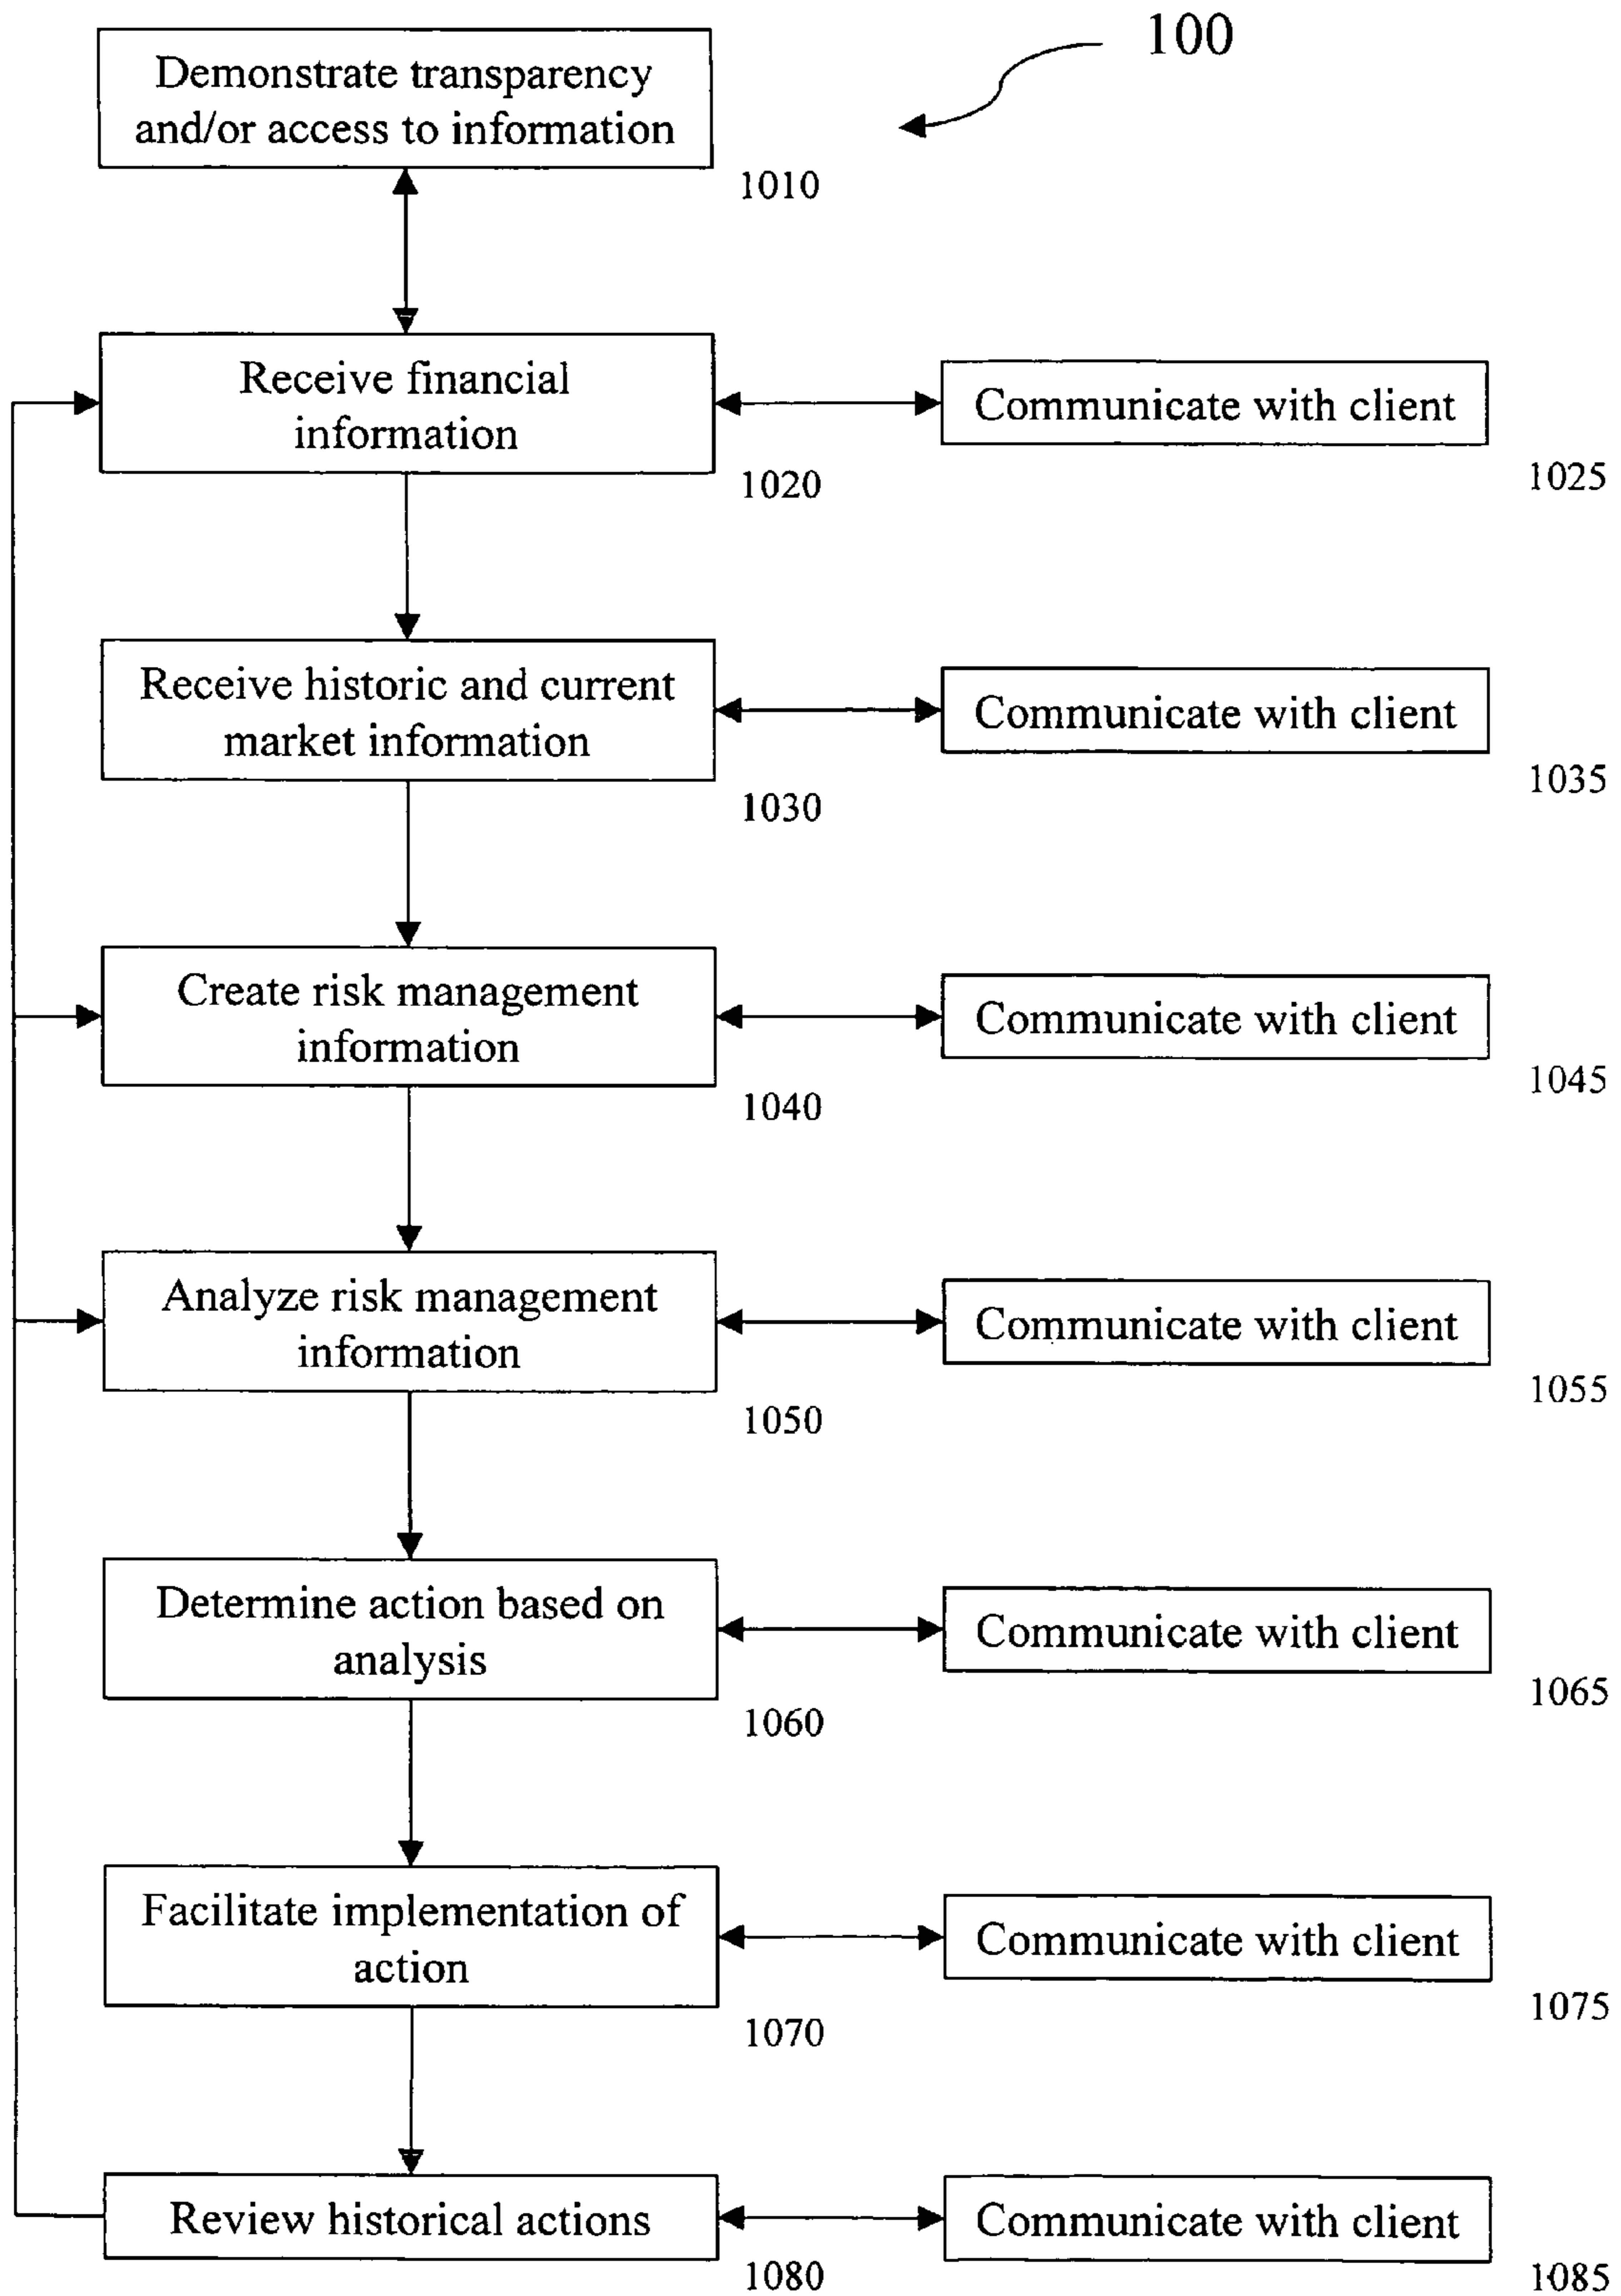 100
Demonstrate transparency
and/or access to information
1010
Receive financial
information
1020
Communicate with client
1025
Receive historic and current
market information
1030
Communicate with client
1035
Create risk management
information
1040
Communicate with client
1045
Analyze risk management
information
1050
Communicate with client
1055
Determine action based on
analysis
1060
Communicate with client
1065
Facilitate implementation of
action
1070
Communicate with client
1075
Review historical actions
1080
Communicate with client
1085